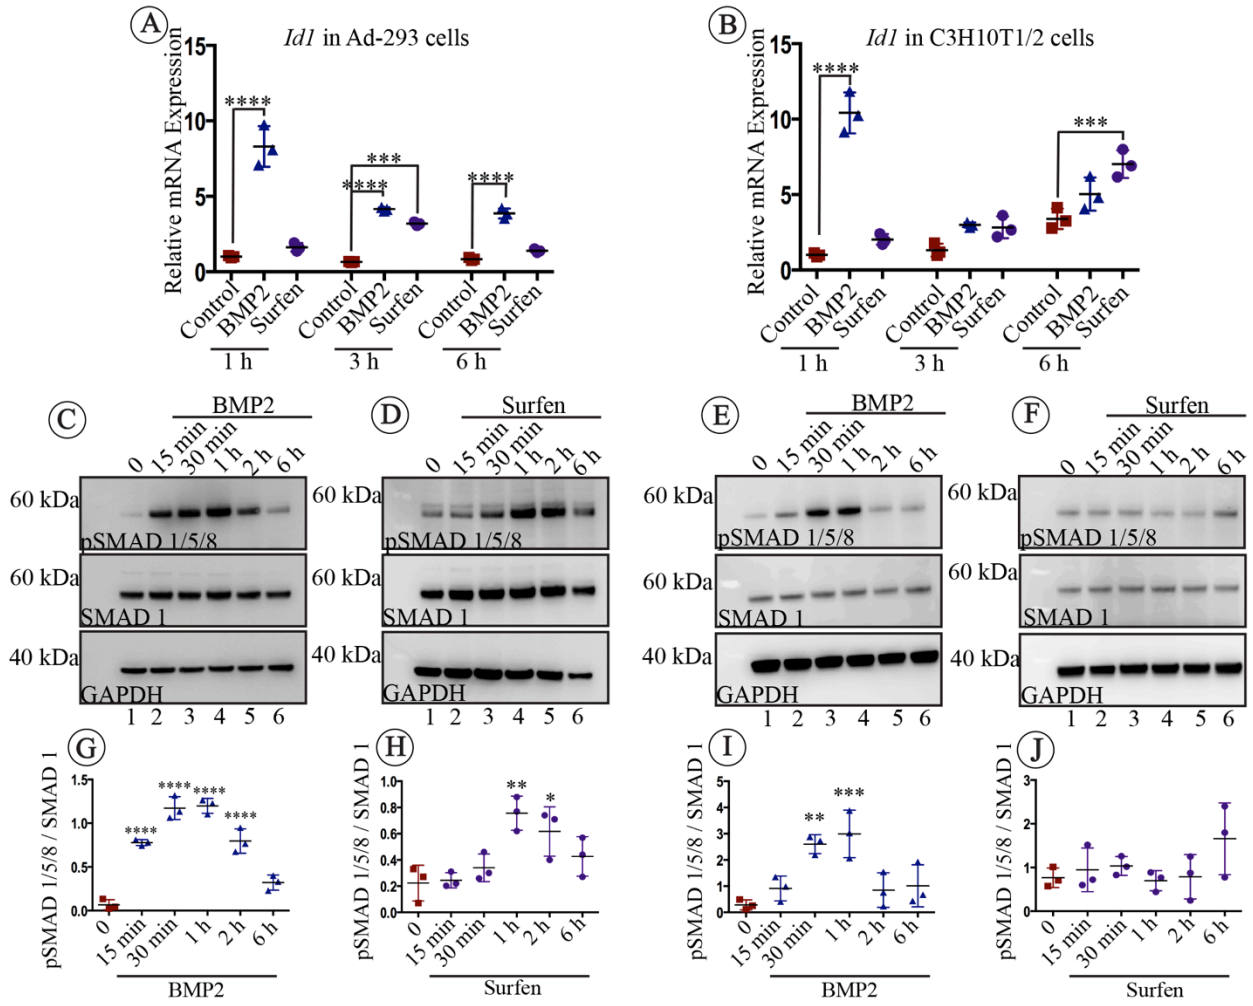 A
Id1 in Ad-293 cells
Relative mRNA Expression
15
10
5
0
****
****
***
****
Control
BMP2
Surfen
Control
BMP2
Surfen
Control
BMP2
Surfen
1 h
3 h
6 h
B
Id1 in C3H10T1/2 cells
Relative mRNA Expression
15
10
5
0
****
***
Control
BMP2
Surfen
Control
BMP2
Surfen
Control
BMP2
Surfen
1 h
3 h
6 h
C
BMP2
0 15 min 30 min 1 h 2 h 6 h
60 kDa
pSMAD 1/5/8
60 kDa
SMAD 1
40 kDa
GAPDH
1 2 3 4 5 6
D
Surfen
0 15 min 30 min 1 h 2 h 6 h
60 kDa
pSMAD 1/5/8
60 kDa
SMAD 1
40 kDa
GAPDH
1 2 3 4 5 6
E
BMP2
0 15 min 30 min 1 h 2 h 6 h
60 kDa
pSMAD 1/5/8
60 kDa
SMAD 1
40 kDa
GAPDH
1 2 3 4 5 6
F
Surfen
0 15 min 30 min 1 h 2 h 6 h
60 kDa
pSMAD 1/5/8
60 kDa
SMAD 1
40 kDa
GAPDH
1 2 3 4 5 6
G
pSMAD 1/5/8 / SMAD 1
1.5
1.0
0.5
0.0
****
****
****
****
0 15 min 30 min 1 h 2 h 6 h
BMP2
H
pSMAD 1/5/8 / SMAD 1
1.0
0.8
0.6
0.4
0.2
0.0
**
*
0 15 min 30 min 1 h 2 h 6 h
Surfen
I
pSMAD 1/5/8 / SMAD 1
5
4
3
2
1
0
**
***
0 15 min 30 min 1 h 2 h 6 h
BMP2
J
pSMAD 1/5/8 / SMAD 1
3
2
1
0
0 15 min 30 min 1 h 2 h 6 h
Surfen